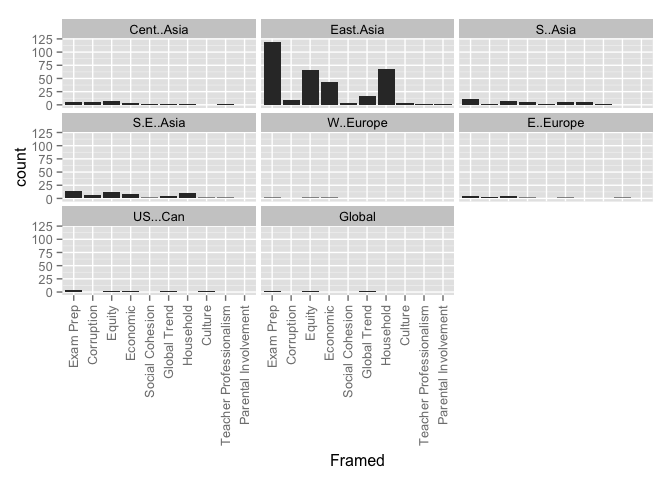 Cent..Asia
East.Asia
S..Asia
125
100
75
50
25
0
S.E..Asia
W..Europe
E..Europe
125
100
75
50
25
0
US...Can
Global
125
100
75
50
25
0
count
Exam Prep
Corruption
Equity
Economic
Social Cohesion
Global Trend
Household
Culture
Teacher Professionalism
Parental Involvement
Exam Prep
Corruption
Equity
Economic
Social Cohesion
Global Trend
Household
Culture
Teacher Professionalism
Parental Involvement
Framed